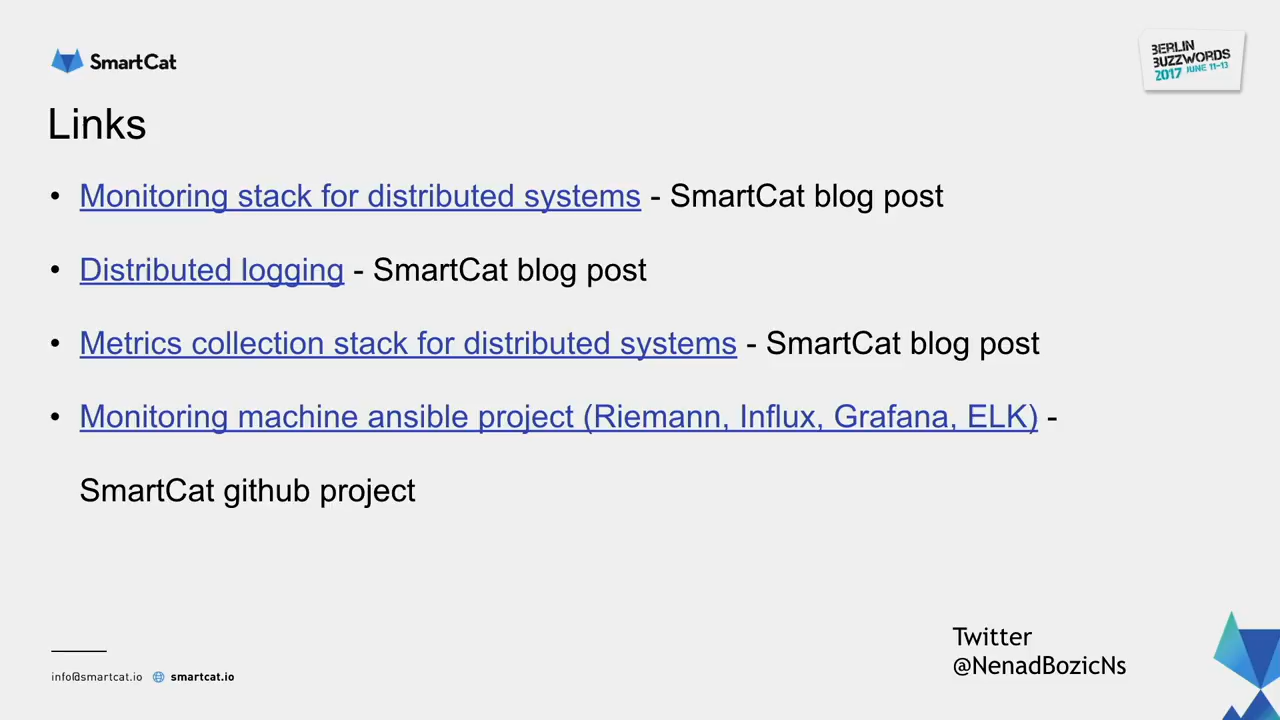 SmartCat
BERLIN
BUZZWORDS
2017 JUNE 11-13
Links
• Monitoring stack for distributed systems - SmartCat blog post
• Distributed logging - SmartCat blog post
• Metrics collection stack for distributed systems - SmartCat blog post
• Monitoring machine ansible project (Riemann, Influx, Grafana, ELK) -
SmartCat github project
Twitter
@NenadBozicNs
info@smartcat.io smartcat.io